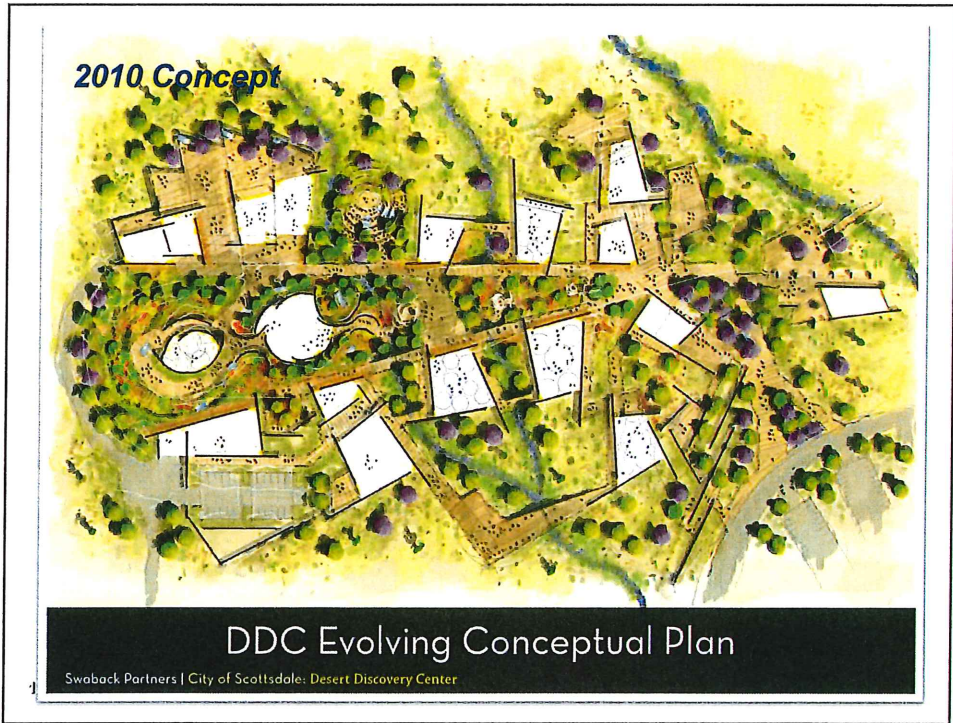 2010 Concept
DDC Evolving Conceptual Plan
Swaback Partners | City of Scottsdale: Desert Discovery Center